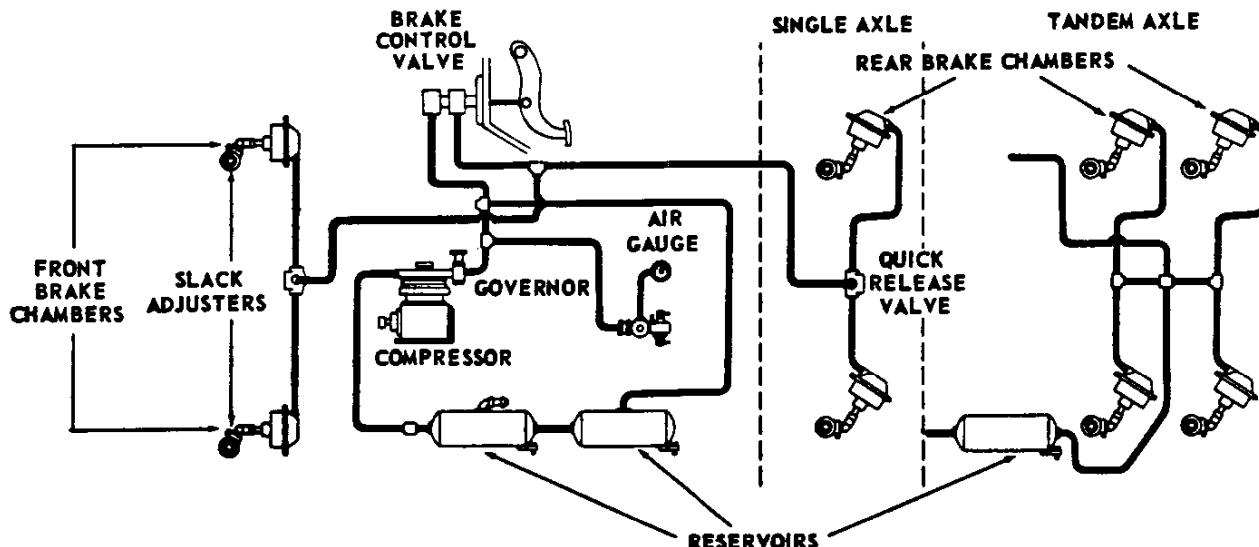 BRAKE
CONTROL
VALVE
SINGLE AXLE
TANDEM AXLE
REAR BRAKE CHAMBERS
FRONT
BRAKE
CHAMBERS
SLACK
ADJUSTERS
AIR
GAUGE
GOVERNOR
COMPRESSOR
QUICK
RELEASE
VALVE
RESERVOIRS